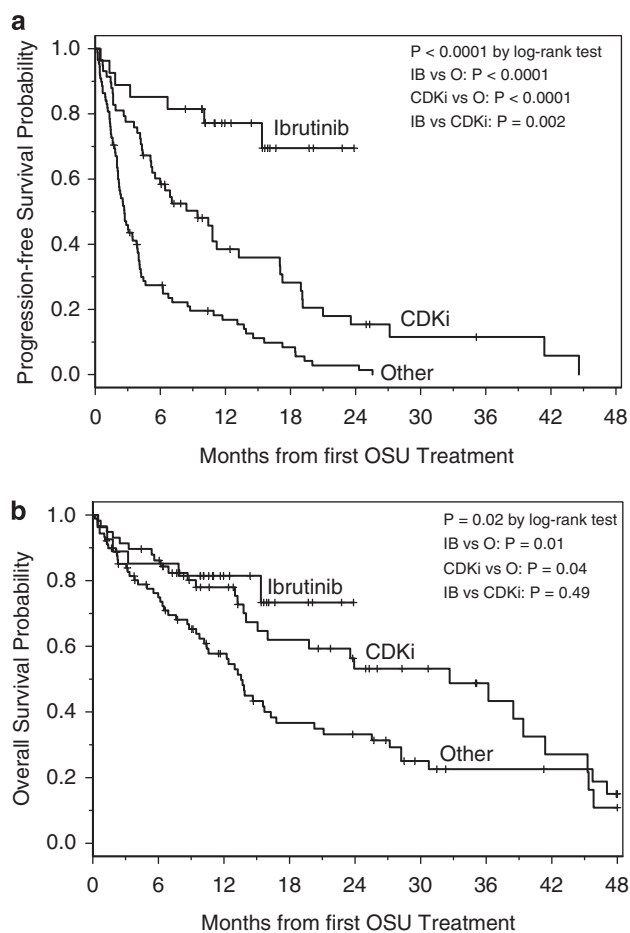 a
1.0
0.8
0.6
0.4
0.2
0.0
Progression-free Survival Probability
P < 0.0001 by log-rank test
IB vs O: P < 0.0001
CDKi vs O: P < 0.0001
IB vs CDKi: P = 0.002
Ibrutinib
CDKi
Other
0 6 12 18 24 30 36 42 48
Months from first OSU Treatment
b
1.0
0.8
0.6
0.4
0.2
0.0
Overall Survival Probability
P = 0.02 by log-rank test
IB vs O: P = 0.01
CDKi vs O: P = 0.04
IB vs CDKi: P = 0.49
Ibrutinib
CDKi
Other
0 6 12 18 24 30 36 42 48
Months from first OSU Treatment